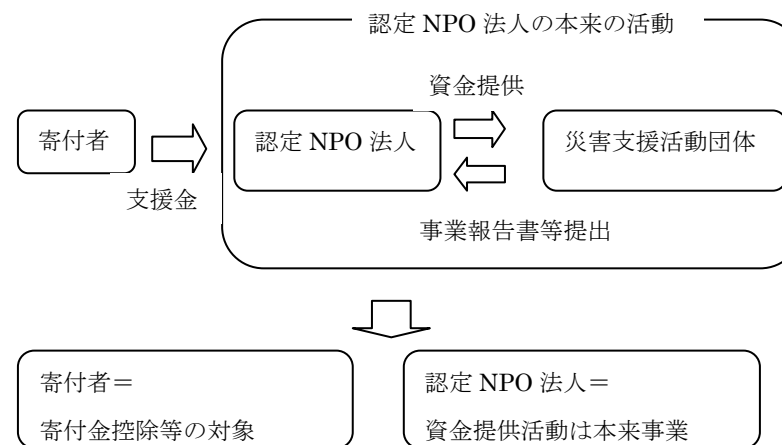 認定 NPO 法人の本来の活動
資金提供
寄付者
認定 NPO 法人
災害支援活動団体
支援金
事業報告書等提出
寄付者＝
寄付金控除等の対象
認定 NPO 法人＝
資金提供活動は本来事業